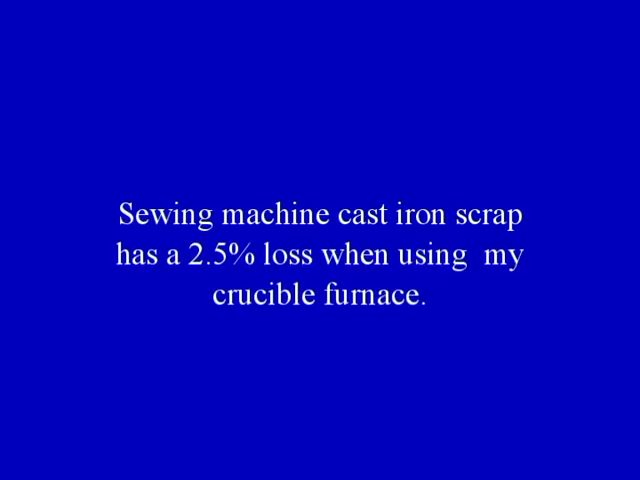 Sewing machine cast iron scrap
has a 2.5% loss when using  my
crucible furnace.